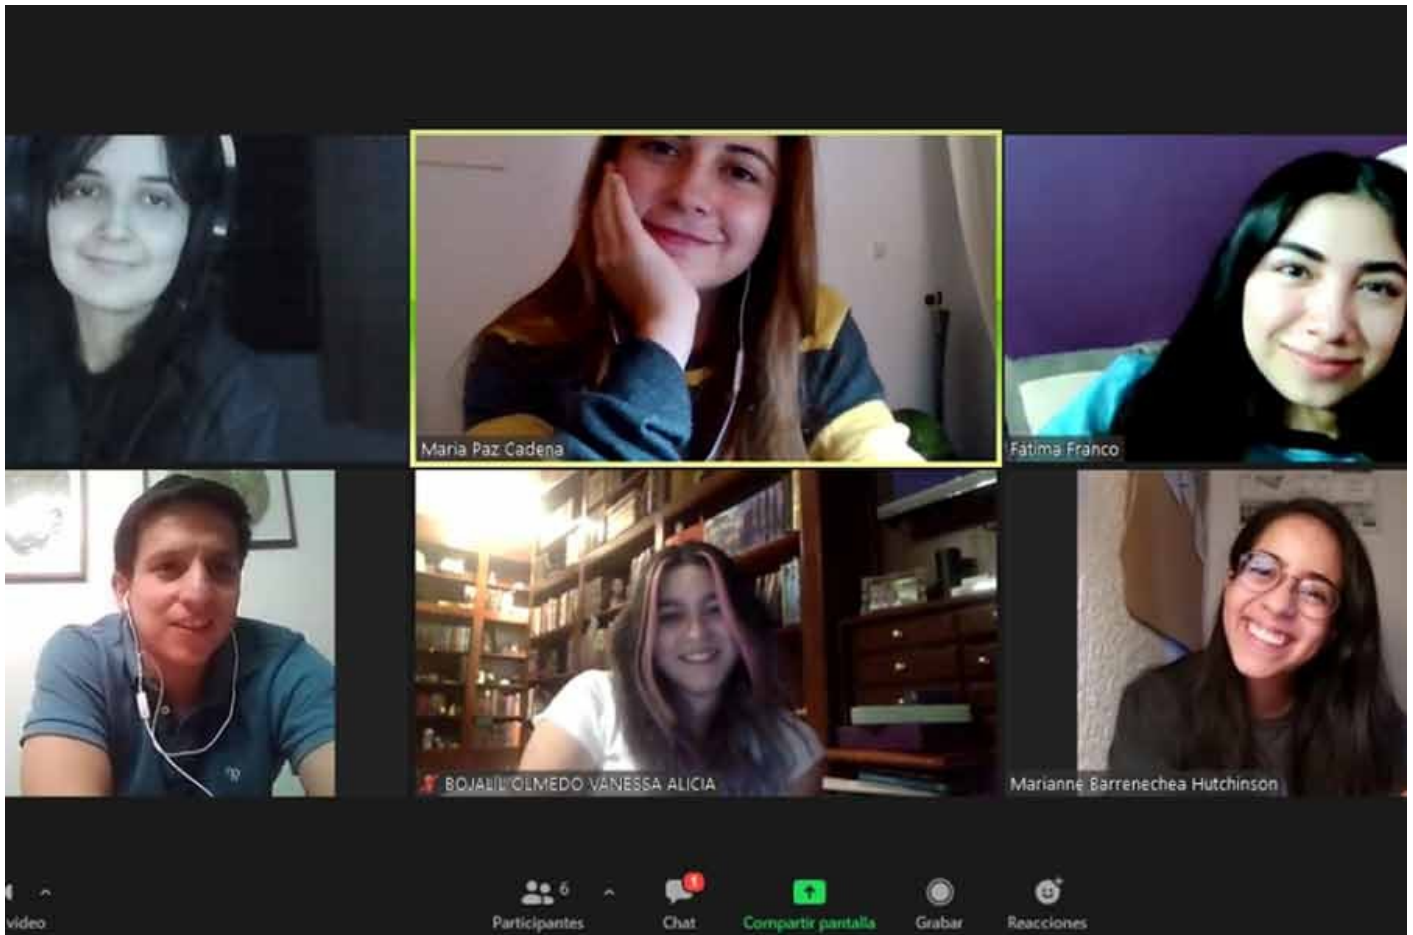 Maria Paz Cadena
Fatima Franco
BOJALIL OLMEDO VANESSA ALICIA
Marianne Barrenechea Hutchinson
video
6
Participantes
1
Chat
Compartir pantalla
Grabar
Reacciones